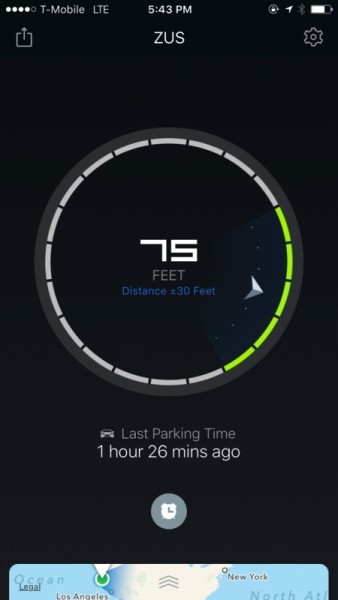 T-Mobile LTE 5:43 PM
ZUS
75
FEET
Distance ±30 Feet
Last Parking Time
1 hour 26 mins ago
Ocean
Legal
Los Angeles
New York
North Atl